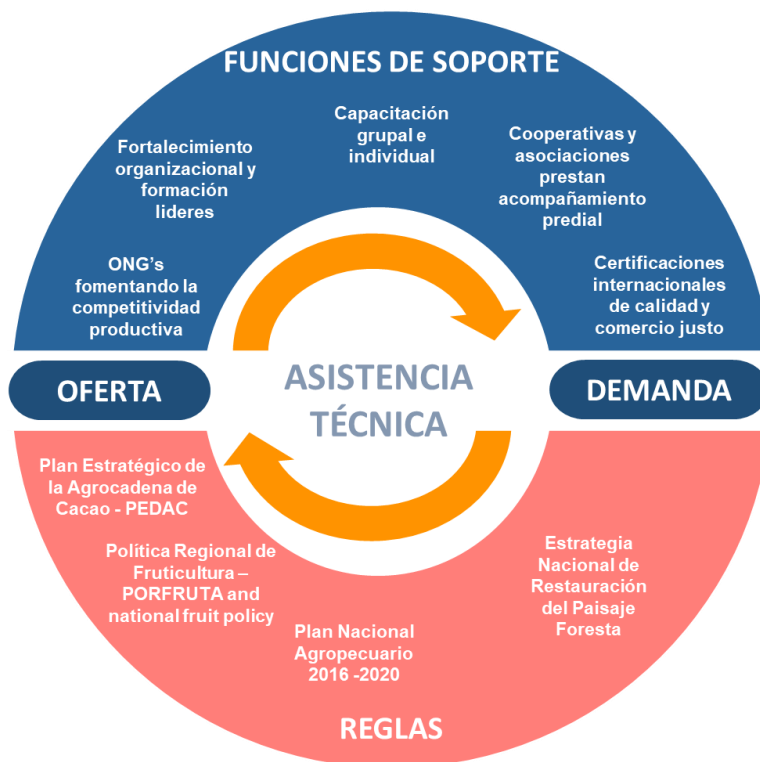 FUNCIONES DE SOPORTE
Capacitación
grupal e
individual
Fortalecimiento
organizacional y
formación
lideres
Cooperativas y
asociaciones
prestan
acompañamiento
predial
ONG’s
fomentando la
competitividad
productiva
Certificaciones
internacionales
de calidad y
comercio justo
OFERTA
ASISTENCIA
TÉCNICA
DEMANDA
Plan Estratégico de
la Agrocadena de
Cacao - PEDAC
Política Regional de
Fruticultura –
PORFRUTA and
national fruit policy
Plan Nacional
Agropecuario
2016 -2020
Estrategia
Nacional de
Restauración
del Paisaje
Foresta
REGLAS